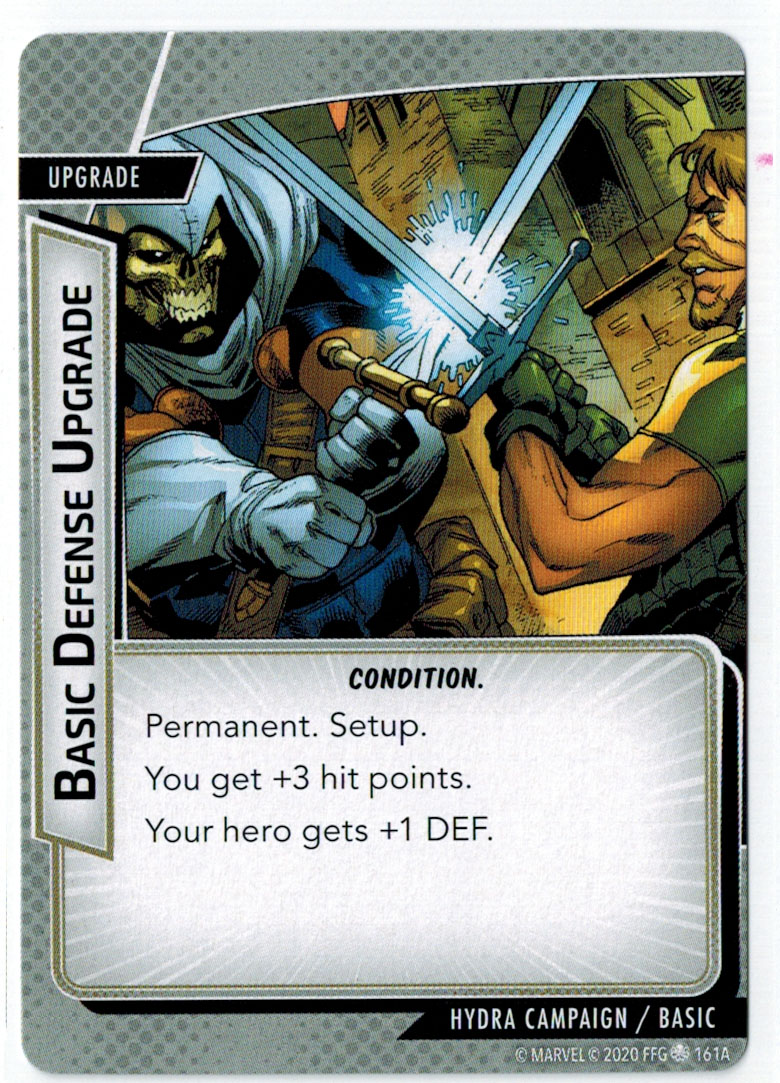 UPGRADE
BASIC DEFENSE UPGRADE
CONDITION.
Permanent. Setup.
You get +3 hit points.
Your hero gets +1 DEF.
HYDRA CAMPAIGN / BASIC
© MARVEL © 2020 FFG 161A